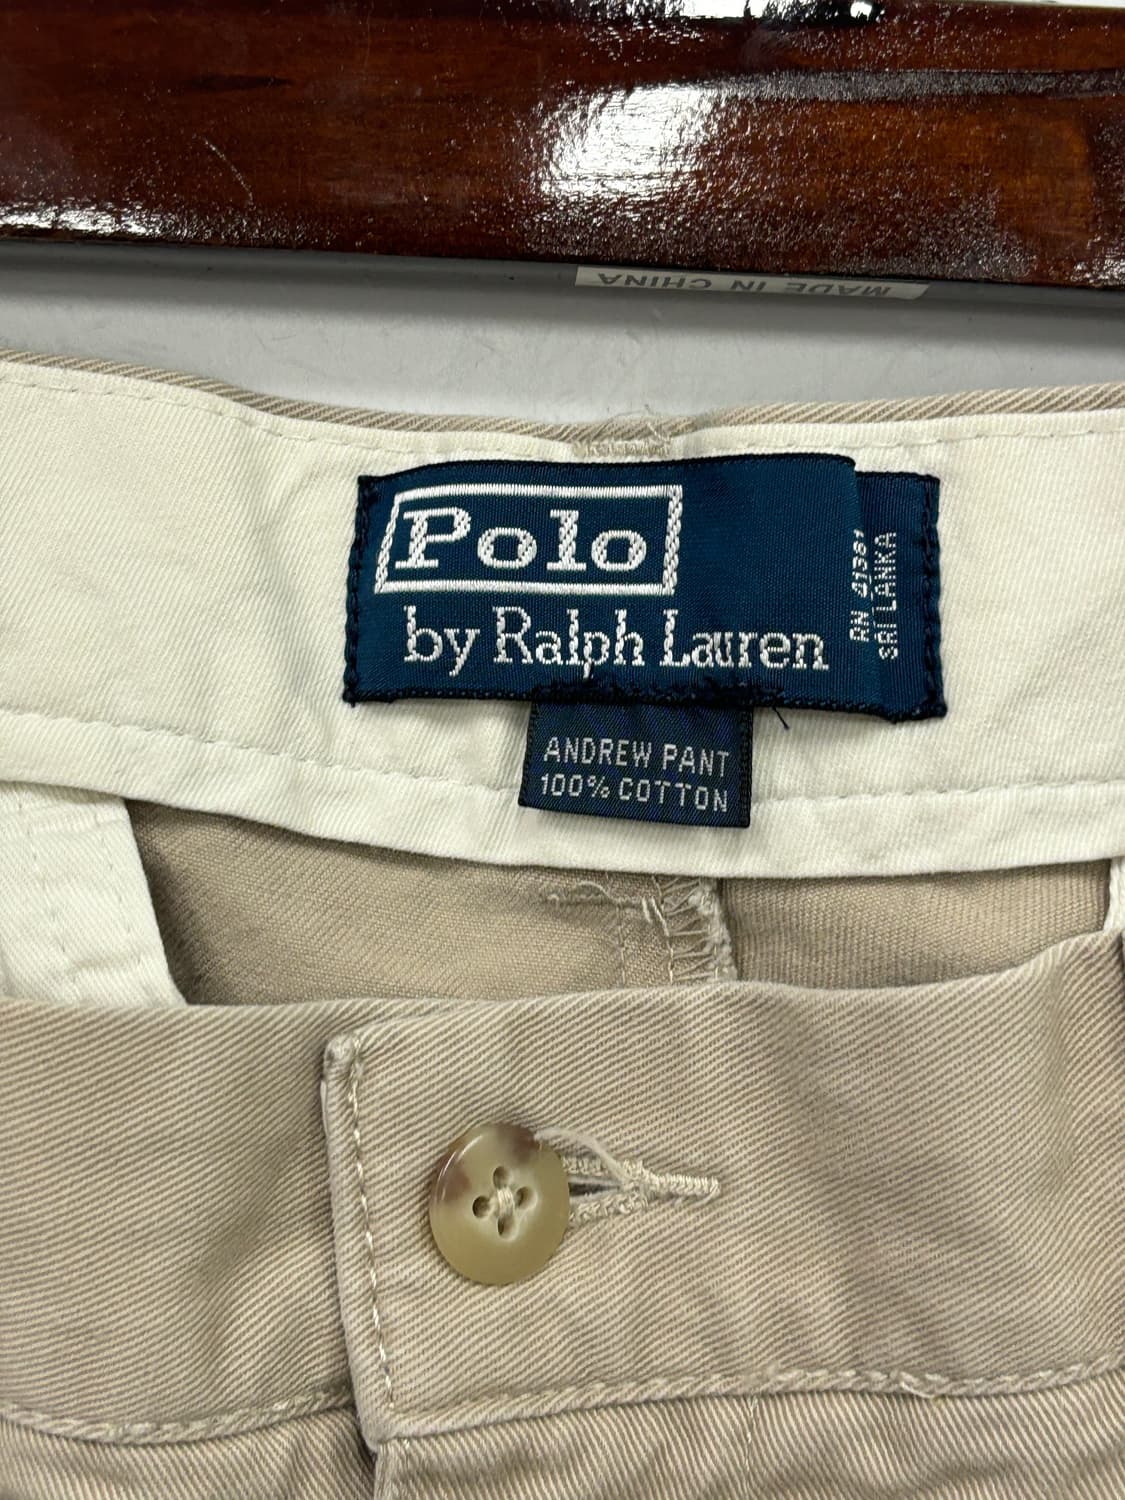 MADE IN CHINA
Polo
by Ralph Lauren
RN 41381
SRI LANKA
ANDREW PANT
100% COTTON